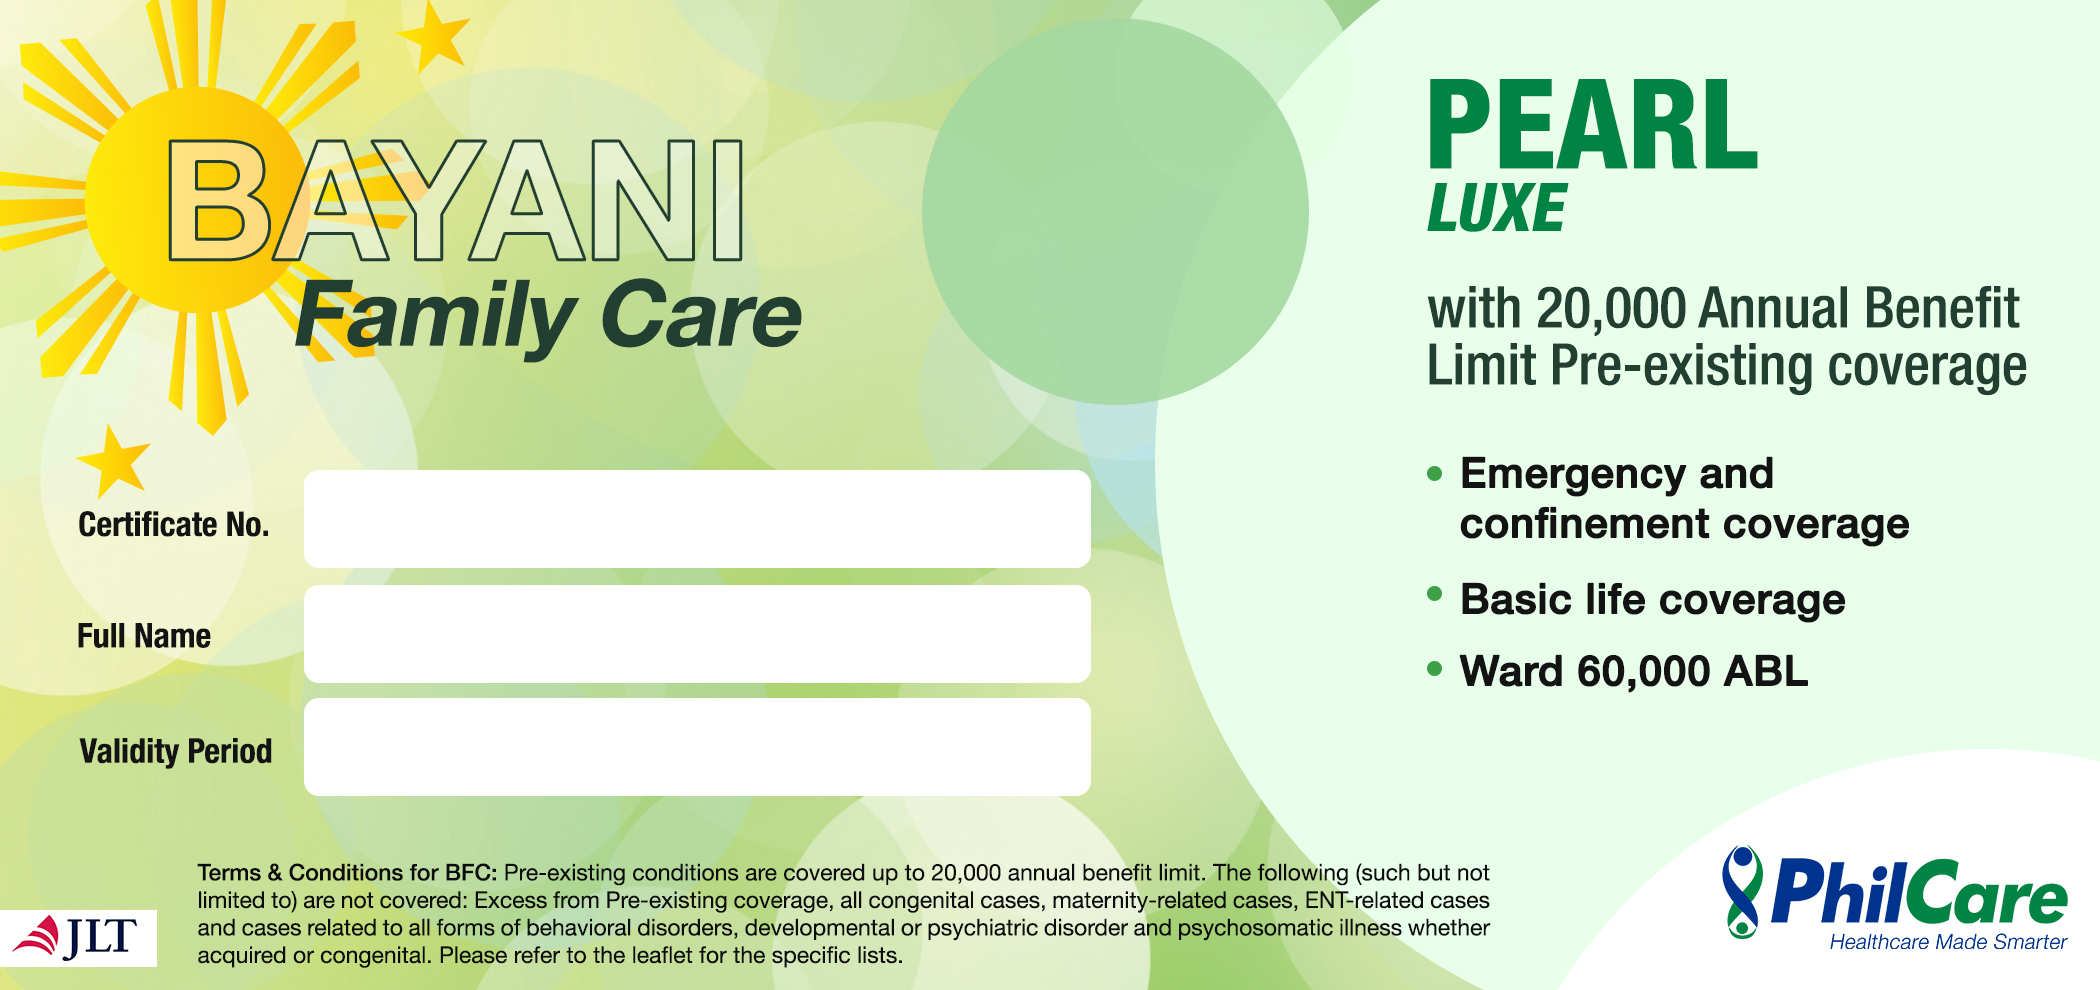 BAYANI
Family Care
Certificate No.
Full Name
Validity Period
PEARL
LUXE
with 20,000 Annual Benefit
Limit Pre-existing coverage
• Emergency and
confinement coverage
• Basic life coverage
• Ward 60,000 ABL
Terms & Conditions for BFC: Pre-existing conditions are covered up to 20,000 annual benefit limit. The following (such but not
limited to) are not covered: Excess from Pre-existing coverage, all congenital cases, maternity-related cases, ENT-related cases
and cases related to all forms of behavioral disorders, developmental or psychiatric disorder and psychosomatic illness whether
acquired or congenital. Please refer to the leaflet for the specific lists.
JLT
PhilCare
Healthcare Made Smarter